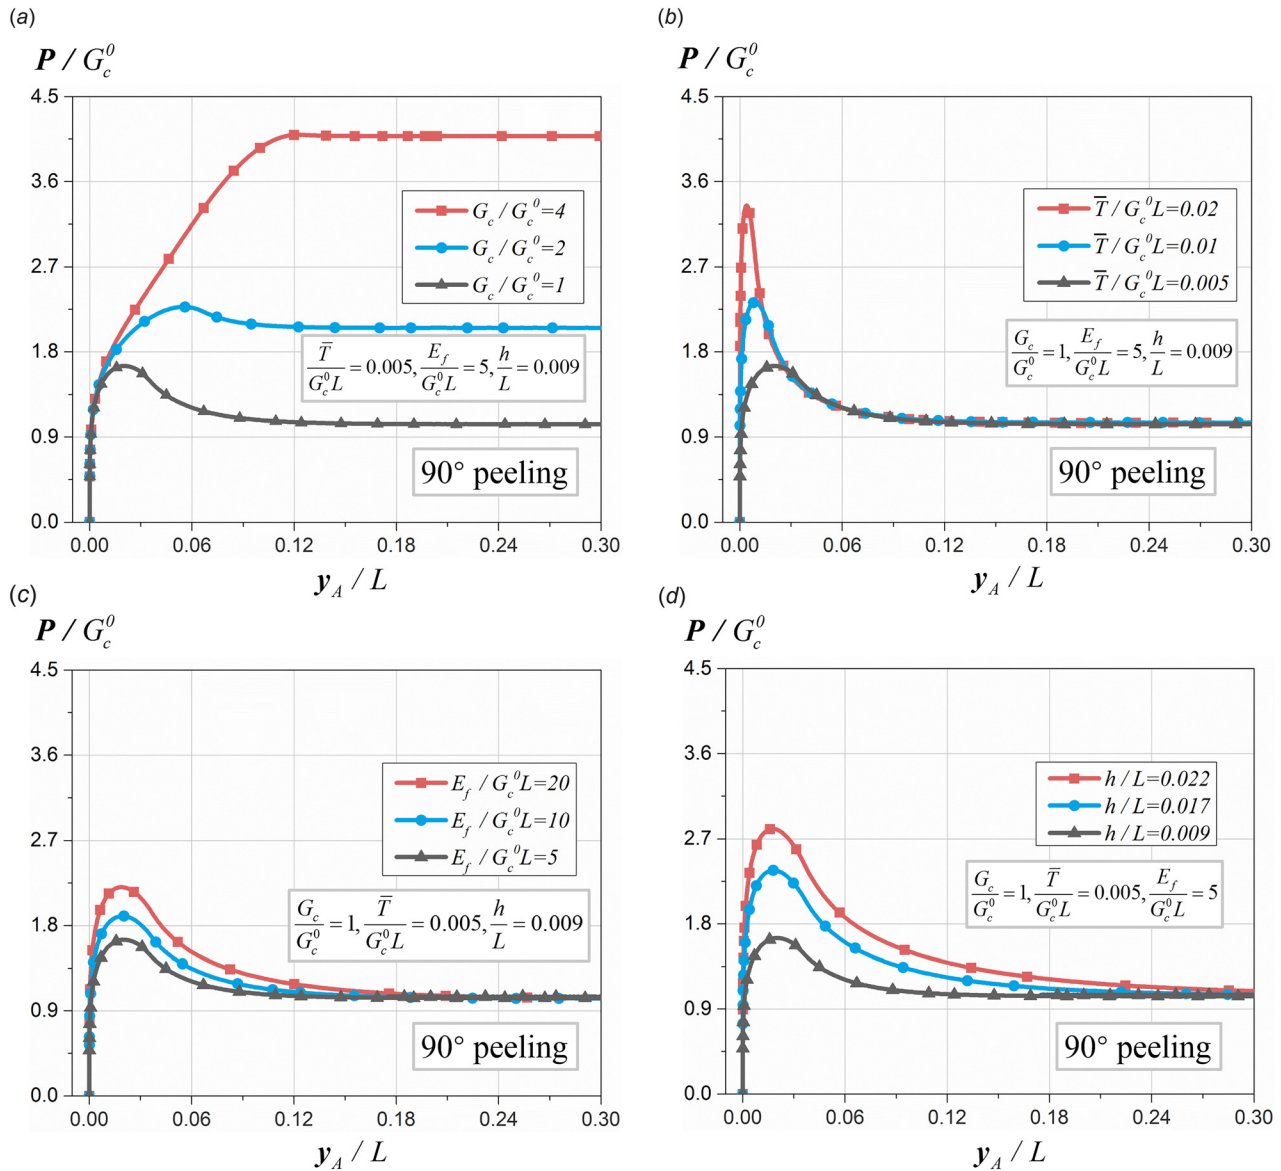 (a)
P / G_c^0
4.5
3.6
2.7
1.8
0.9
0.0
G_c / G_c^0=4
G_c / G_c^0=2
G_c / G_c^0=1
T̅/G_c^0 L = 0.005, E_f/G_c^0 L = 5, h/L = 0.009
90° peeling
0.00 0.06 0.12 0.18 0.24 0.30
y_A / L
(b)
P / G_c^0
4.5
3.6
2.7
1.8
0.9
0.0
T̅ / G_c^0 L=0.02
T̅ / G_c^0 L=0.01
T̅ / G_c^0 L=0.005
G_c/G_c^0 = 1, E_f/G_c^0 L = 5, h/L = 0.009
90° peeling
0.00 0.06 0.12 0.18 0.24 0.30
y_A / L
(c)
P / G_c^0
4.5
3.6
2.7
1.8
0.9
0.0
E_f / G_c^0 L=20
E_f / G_c^0 L=10
E_f / G_c^0 L=5
G_c/G_c^0 = 1, T̅/G_c^0 L = 0.005, h/L = 0.009
90° peeling
0.00 0.06 0.12 0.18 0.24 0.30
y_A / L
(d)
P / G_c^0
4.5
3.6
2.7
1.8
0.9
0.0
h / L=0.022
h / L=0.017
h / L=0.009
G_c/G_c^0 = 1, T̅/G_c^0 L = 0.005, E_f/G_c^0 L = 5
90° peeling
0.00 0.06 0.12 0.18 0.24 0.30
y_A / L